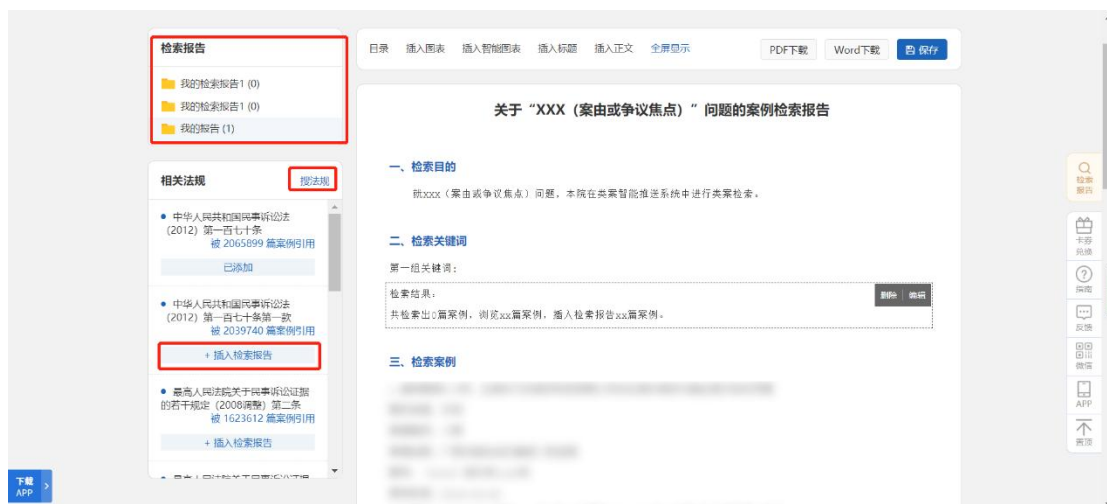 检索报告
我的检索报告1 (0)
我的检索报告1 (0)
我的报告 (1)
相关法规
搜法规
中华人民共和国民事诉讼法
(2012) 第一百七十条
被 2065899 篇案例引用
已添加
中华人民共和国民事诉讼法
(2012) 第一百七十条第一款
被 2039740 篇案例引用
+ 插入检索报告
最高人民法院关于民事诉讼证据
的若干规定 (2008调整) 第二条
被 1623612 篇案例引用
+ 插入检索报告
目录 插入图表 插入智能图表 插入标题 插入正文 全屏显示
PDF下载 Word下载 保存
关于“XXX（案由或争议焦点）”问题的案例检索报告
一、检索目的
就xxx（案由或争议焦点）问题，本院在类案智能推送系统中进行类案检索。
二、检索关键词
第一组关键词：
检索结果：
删除 编辑
共检索出0篇案例，浏览xx篇案例，插入检索报告xx篇案例。
三、检索案例
检索
报告
卡券
兑换
指南
反馈
微信
APP
置顶
下载
APP